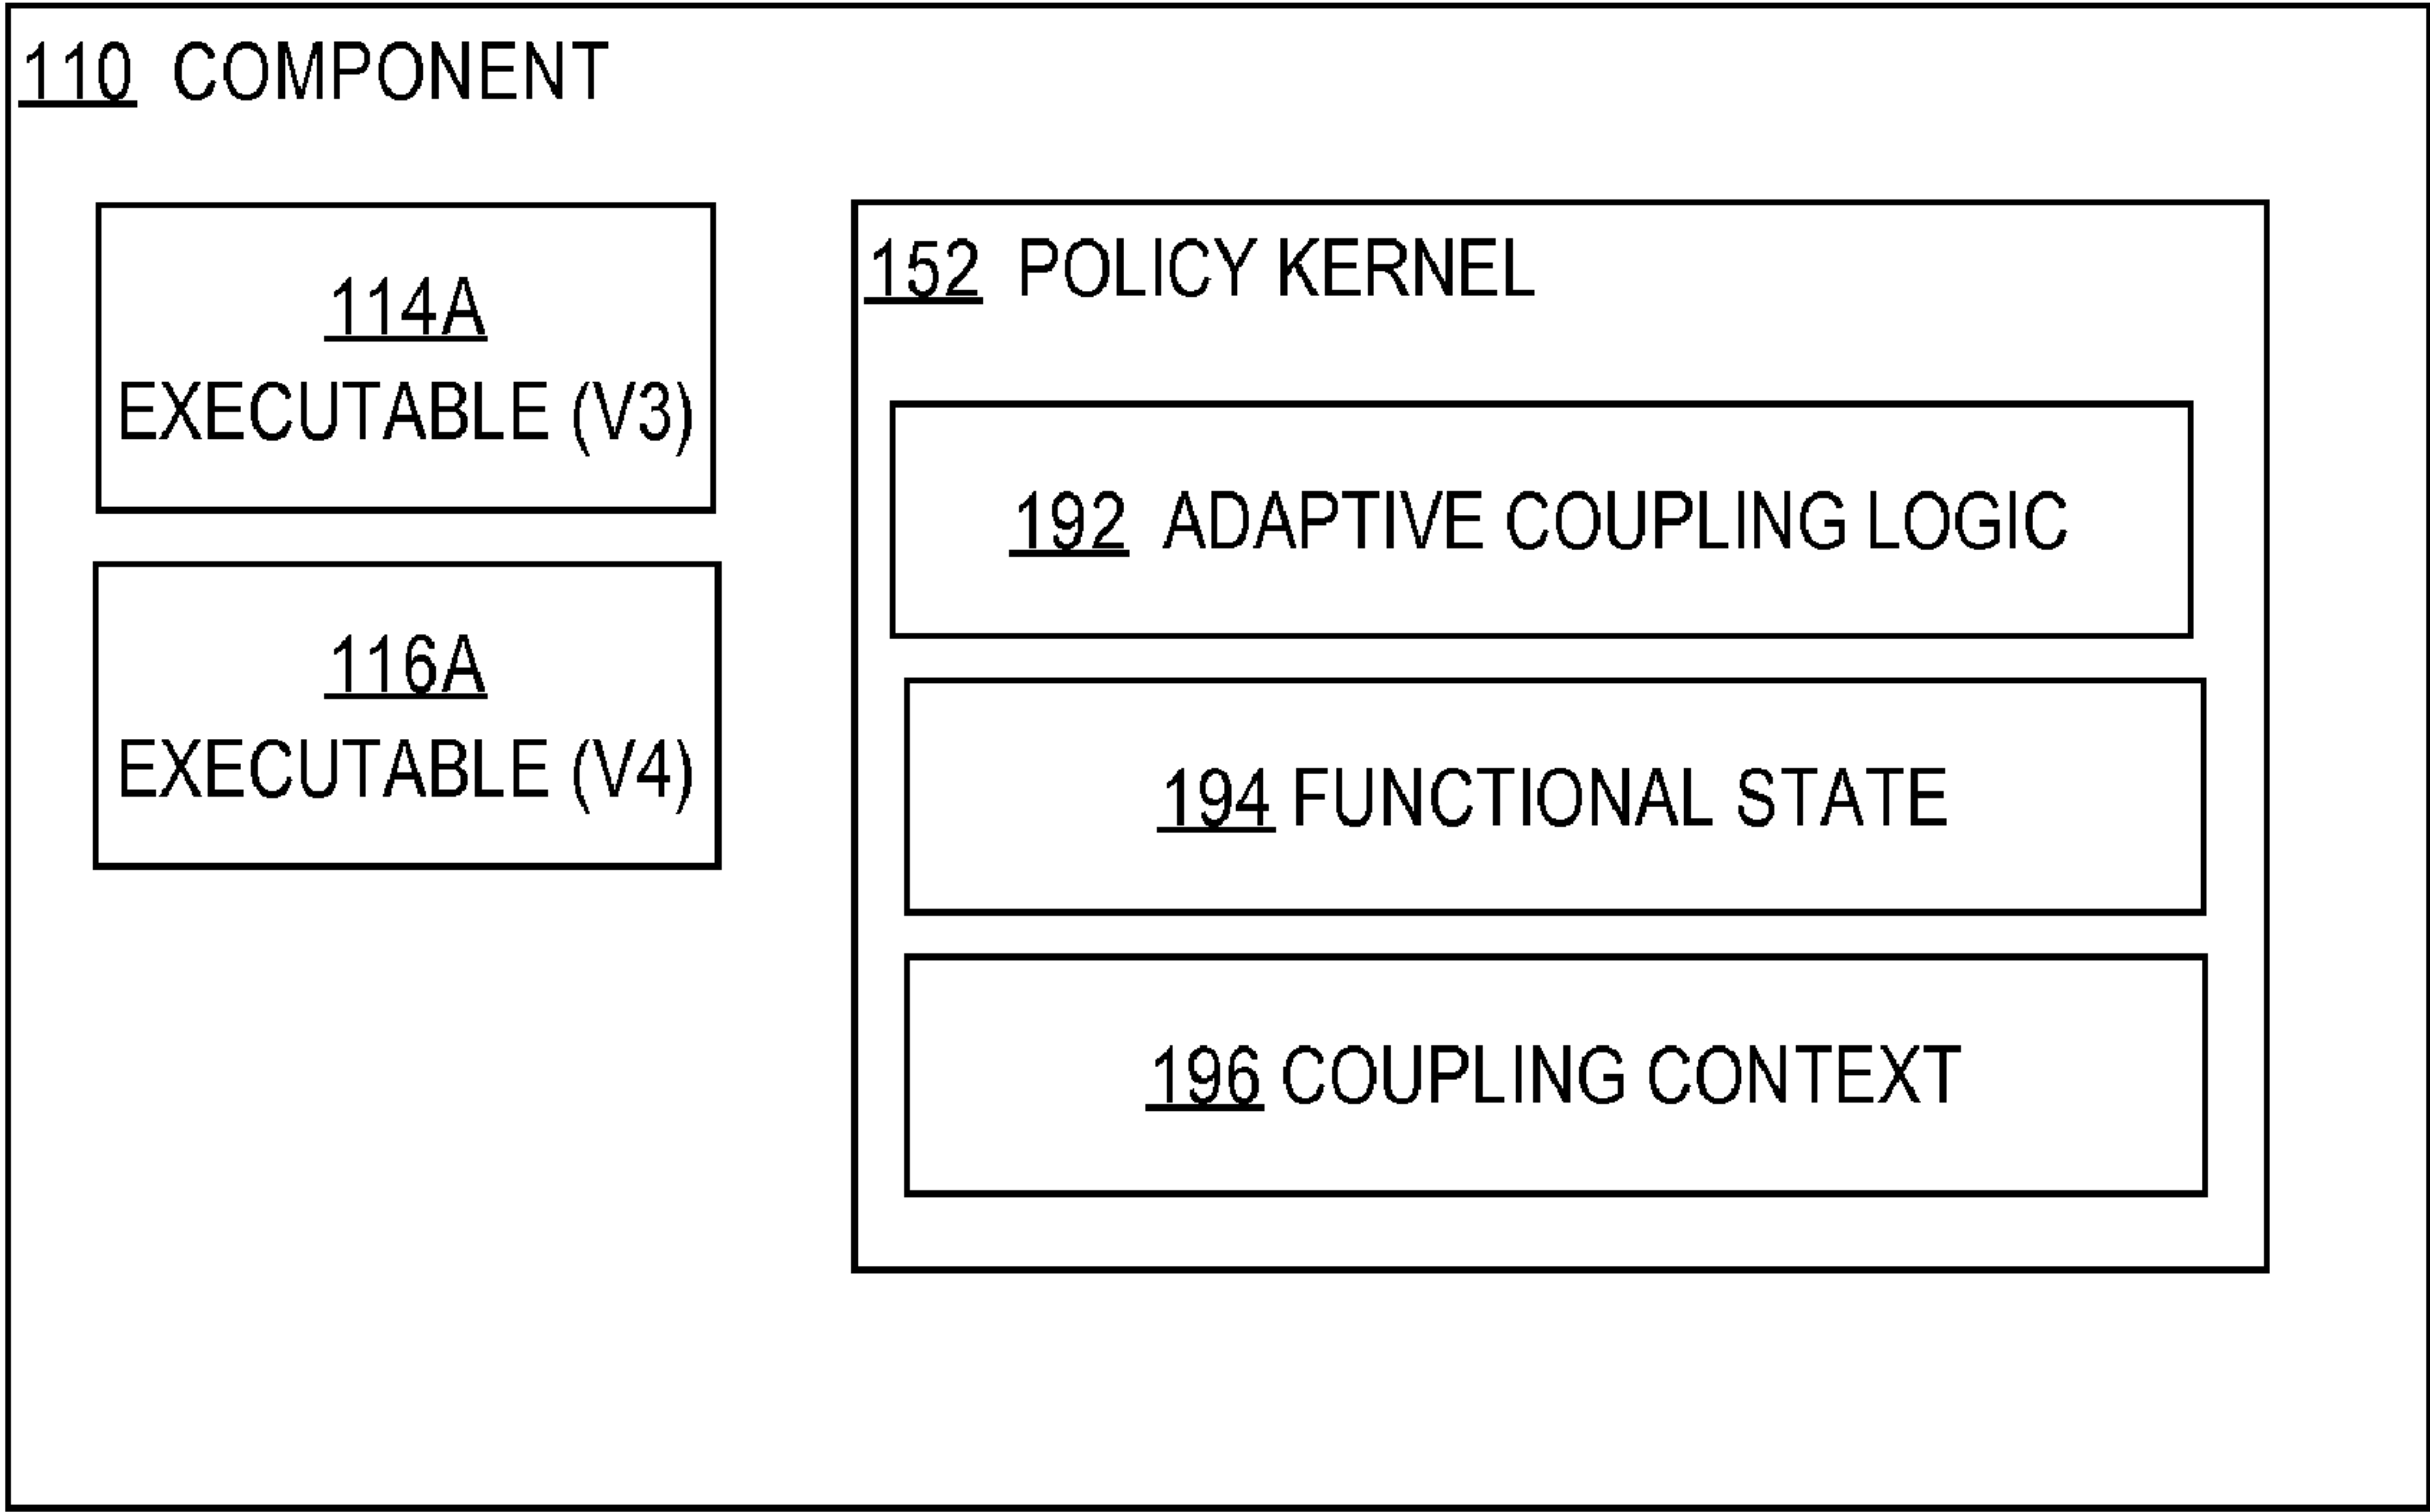 110 COMPONENT
114A
EXECUTABLE (V3)
116A
EXECUTABLE (V4)
152 POLICY KERNEL
192 ADAPTIVE COUPLING LOGIC
194 FUNCTIONAL STATE
196 COUPLING CONTEXT